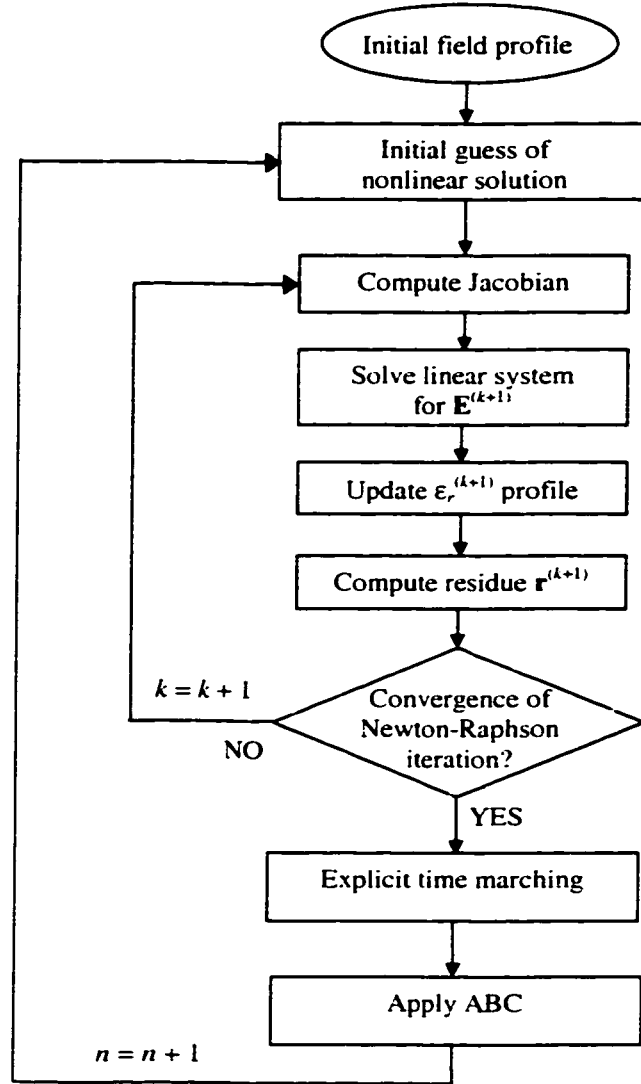 Initial field profile
Initial guess of
nonlinear solution
Compute Jacobian
Solve linear system
for E^(k+1)
Update ε_r^(k+1) profile
Compute residue r^(k+1)
k = k + 1
Convergence of
Newton-Raphson
iteration?
NO
YES
Explicit time marching
Apply ABC
n = n + 1